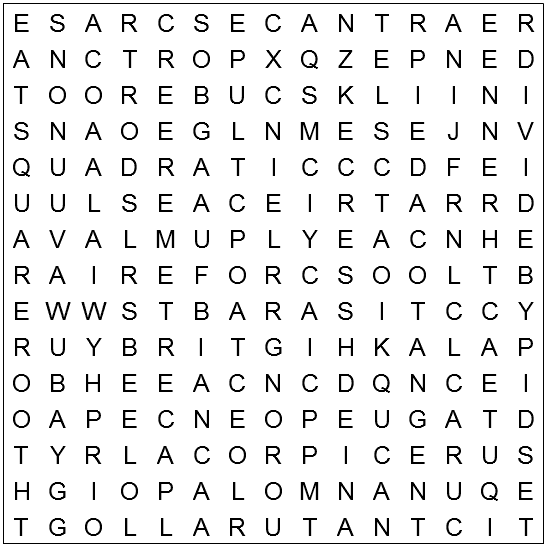 E S A R C S E C A N T R A E R
A N C T R O P X Q Z E P N E D
T O O R E B U C S K L I I N I
S N A O E G L N M E S E J N V
Q U A D R A T I C C C D F E I
U U L S E A C E I R T A R R D
A V A L M U P L Y E A C N H E
R A I R E F O R C S O O L T B
E W W S T B A R A S I T C C Y
R U Y B R I T G I H K A L A P
O B H E E A C N C D Q N C E I
O A P E C N E O P E U G A T D
T Y R L A C O R P I C E R U S
H G I O P A L O M N A N U Q E
T G O L L A R U T A N T C I T